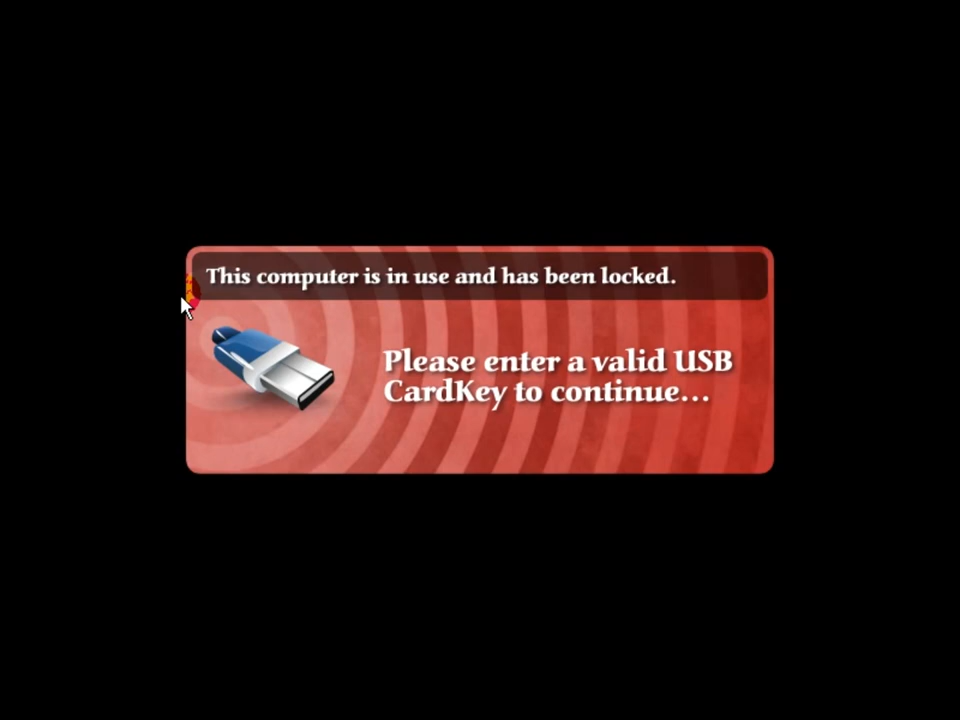 This computer is in use and has been locked.
Please enter a valid USB
CardKey to continue...